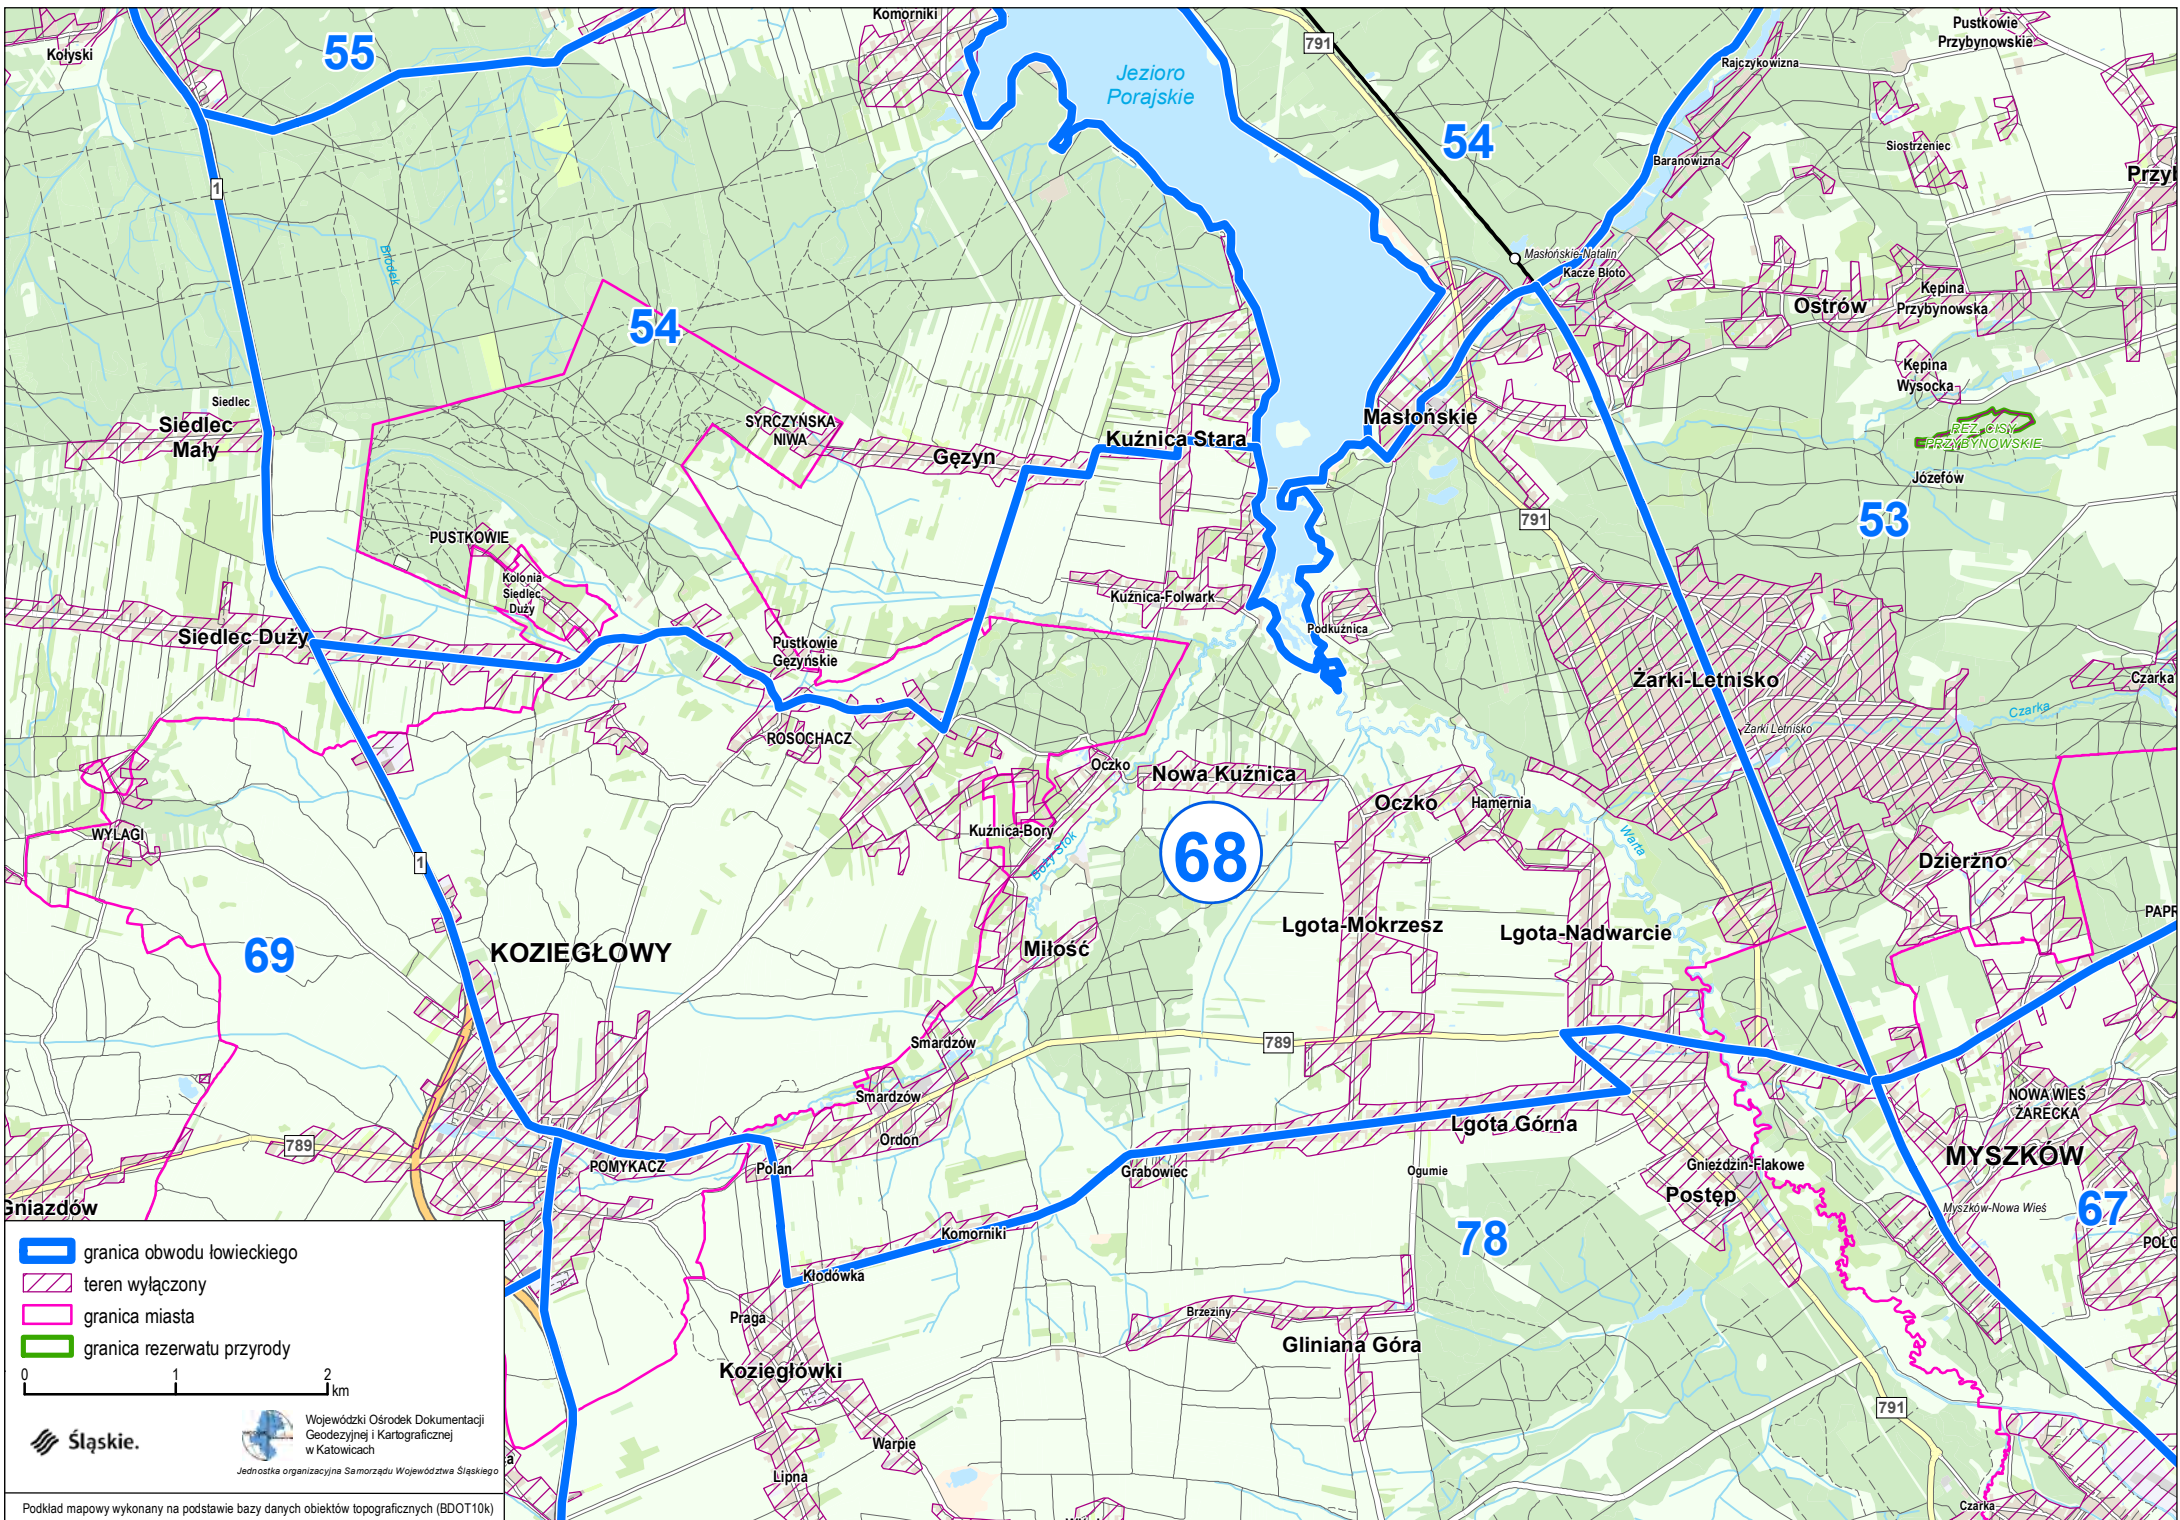 Komorniki
Pustkowie
Przybynowskie
55
791
Kołyski
Rajczykowizna
Jezioro
Porajskie
54
Siostrzeniec
Baranowizna
1
Bródek
Masłońskie-Natalin
Kacze Błoto
Kępina
Przybynowska
Ostrów
54
Kępina
Wysocka
Siedlec
Siedlec
Mały
SYRCZYŃSKA
NIWA
Masłońskie
REZ. CISY
PRZYBYNOWSKIE
Kuźnica Stara
Gęzyn
Józefów
791
53
PUSTKOWIE
Kolonia
Siedlec
Duży
Kuźnica-Folwark
Siedlec Duży
Podkuźnica
Pustkowie
Gęzyńskie
Żarki-Letnisko
Czarka
Czarka
Żarki Letnisko
ROSOCHACZ
Oczko
Nowa Kuźnica
Oczko
Hamernia
WYLĄGI
Kuźnica-Bory
Boży Stok
68
Warta
1
Dzierżno
Lgota-Mokrzesz
Lgota-Nadwarcie
KOZIEGŁOWY
Miłość
69
Smardzów
789
Smardzów
NOWA WIEŚ
ŻARECKA
Lgota Górna
789
Ordon
MYSZKÓW
POMYKACZ
Polan
Grabowiec
Ogumie
Gnieździn-Flakowe
Postęp
Gniazdów
Myszków-Nowa Wieś
67
Komorniki
78
Kłodówka
Praga
Brzeziny
Gliniana Góra
Koziegłówki
791
Warpie
Lipna
Czarka
granica obwodu łowieckiego
teren wyłączony
granica miasta
granica rezerwatu przyrody
0 1 2
km
Śląskie.
Wojewódzki Ośrodek Dokumentacji
Geodezyjnej i Kartograficznej
w Katowicach
Jednostka organizacyjna Samorządu Województwa Śląskiego
Podkład mapowy wykonany na podstawie bazy danych obiektów topograficznych (BDOT10k)